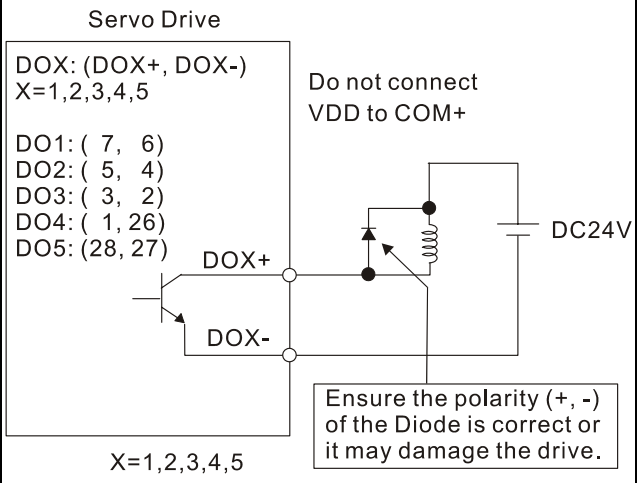 Servo Drive
DOX: (DOX+, DOX-)
X=1,2,3,4,5
Do not connect
VDD to COM+
DO1: ( 7, 6)
DO2: ( 5, 4)
DO3: ( 3, 2)
DO4: ( 1, 26)
DO5: (28, 27)
DC24V
DOX+
DOX-
Ensure the polarity (+, -)
of the Diode is correct or
it may damage the drive.
X=1,2,3,4,5